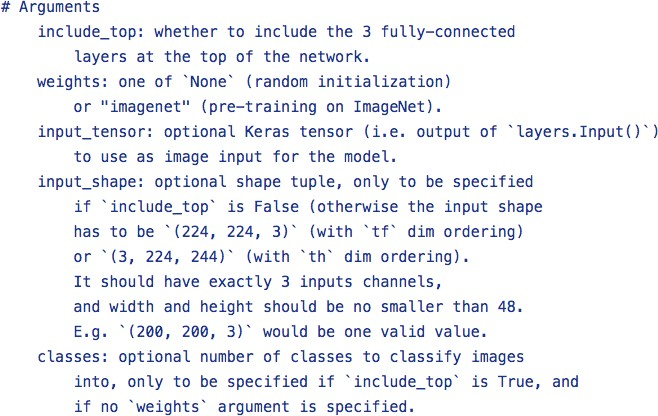 # Arguments
include_top: whether to include the 3 fully-connected
layers at the top of the network.
weights: one of `None` (random initialization)
or "imagenet" (pre-training on ImageNet).
input_tensor: optional Keras tensor (i.e. output of `layers.Input()`)
to use as image input for the model.
input_shape: optional shape tuple, only to be specified
if `include_top` is False (otherwise the input shape
has to be `(224, 224, 3)` (with `tf` dim ordering)
or `(3, 224, 244)` (with `th` dim ordering).
It should have exactly 3 inputs channels,
and width and height should be no smaller than 48.
E.g. `(200, 200, 3)` would be one valid value.
classes: optional number of classes to classify images
into, only to be specified if `include_top` is True, and
if no `weights` argument is specified.